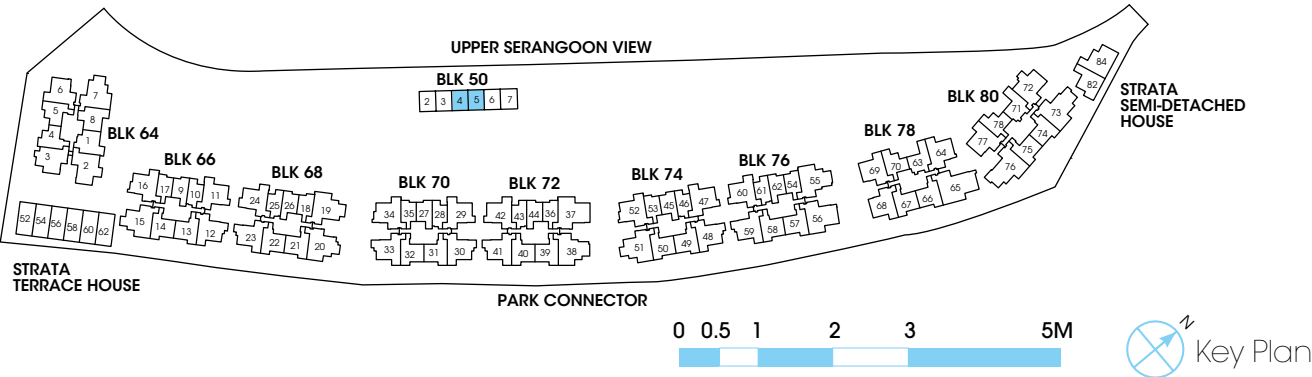 UPPER SERANGOON VIEW
BLK 50
2 3 4 5 6 7
84
82
STRATA
SEMI-DETACHED
HOUSE
BLK 80
72
71
73
78
74
77
75
76
6
7
5
8
4
1
3
2
BLK 64
BLK 66
16 17 9 10 11
15 14 13 12
BLK 68
24 25 26 18 19
23 22 21 20
BLK 70
34 35 27 28 29
33 32 31 30
BLK 72
42 43 44 36 37
41 40 39 38
BLK 74
52 53 45 46 47
51 50 49 48
BLK 76
60 61 62 54 55
59 58 57 56
BLK 78
69 70 63 64
68 67 66 65
52 54 56 58 60 62
STRATA
TERRACE HOUSE
PARK CONNECTOR
0 0.5 1 2 3 5M
N
Key Plan